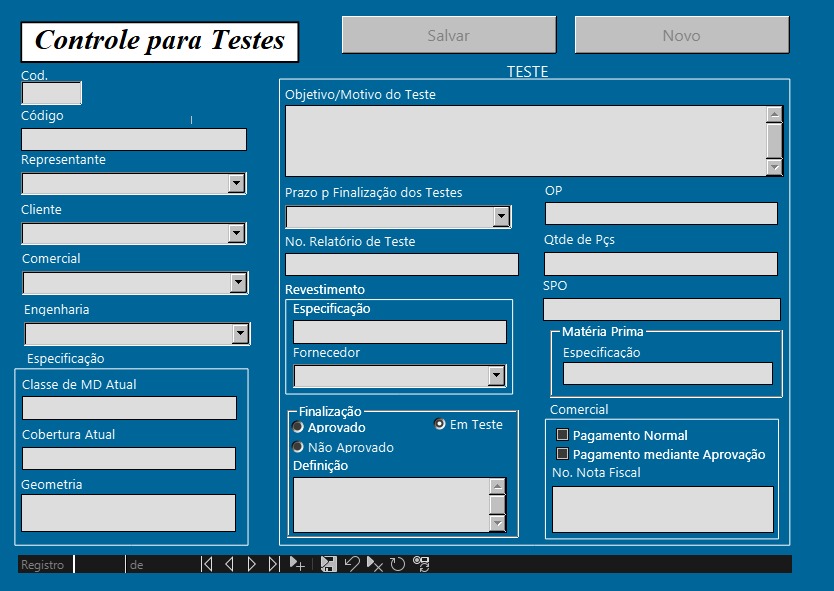 Controle para Testes
Salvar
Novo
Cod.
Código
Representante
Cliente
Comercial
Engenharia
Especificação
Classe de MD Atual
Cobertura Atual
Geometria
TESTE
Objetivo/Motivo do Teste
Prazo p Finalização dos Testes
No. Relatório de Teste
Revestimento
Especificação
Fornecedor
Finalização
Aprovado
Em Teste
Não Aprovado
Definição
OP
Qtde de Pçs
SPO
Matéria Prima
Especificação
Comercial
Pagamento Normal
Pagamento mediante Aprovação
No. Nota Fiscal
Registro de